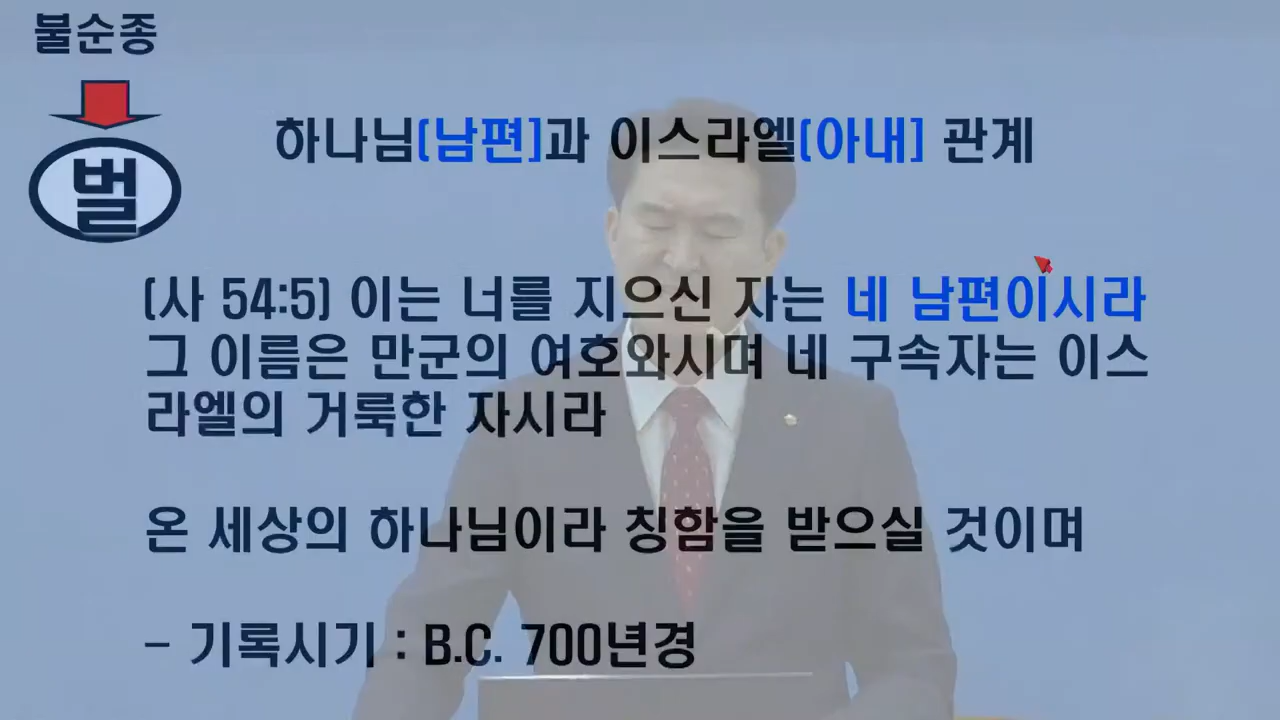 불순종
벌
하나님[남편]과 이스라엘[아내] 관계
(사 54:5) 이는 너를 지으신 자는 네 남편이시라
그 이름은 만군의 여호와시며 네 구속자는 이스
라엘의 거룩한 자시라
온 세상의 하나님이라 칭함을 받으실 것이며
- 기록시기 : B.C. 700년경